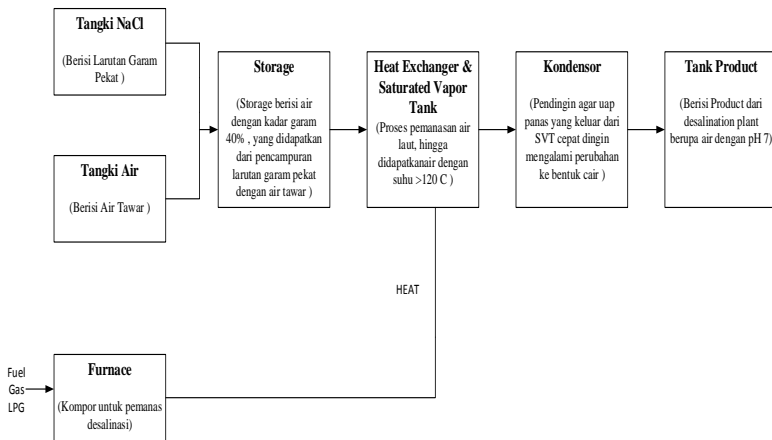 Tangki NaCl
(Berisi Larutan Garam
Pekat )
Tangki Air
(Berisi Air Tawar )
Storage
(Storage berisi air
dengan kadar garam
40% , yang didapatkan
dari pencampuran
larutan garam pekat
dengan air tawar )
Heat Exchanger &
Saturated Vapor
Tank
(Proses pemanasan air
laut, hingga
didapatkanair dengan
suhu >120 C )
Kondensor
(Pendingin agar uap
panas yang keluar dari
SVT cepat dingin
mengalami perubahan
ke bentuk cair )
Tank Product
(Berisi Product dari
desalination plant
berupa air dengan pH 7)
HEAT
Fuel
Gas
LPG
Furnace
(Kompor untuk pemanas
desalinasi)